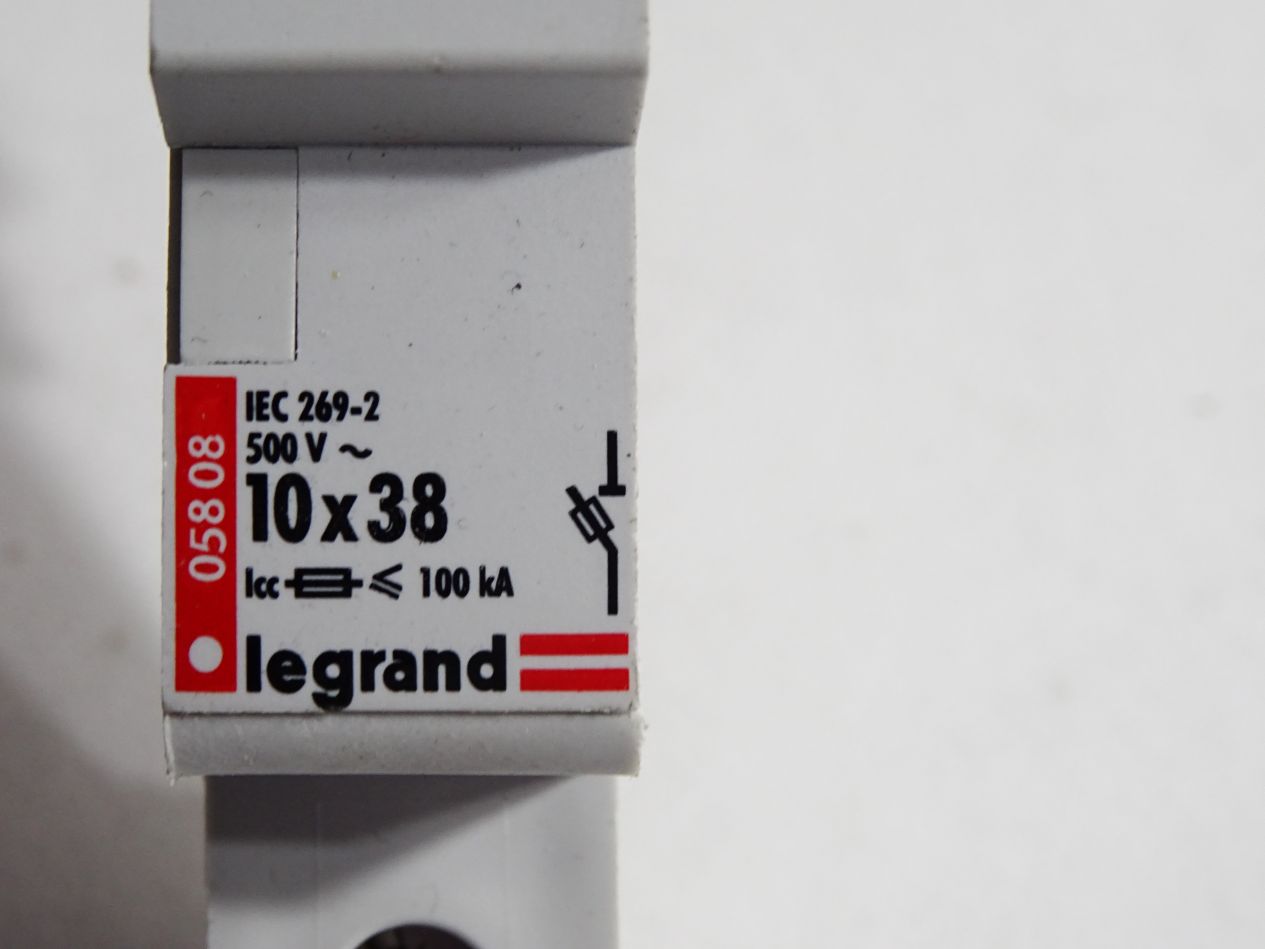 058 08
IEC 269-2
500 V ~
10 x 38
Icc ≤ 100 kA
legrand